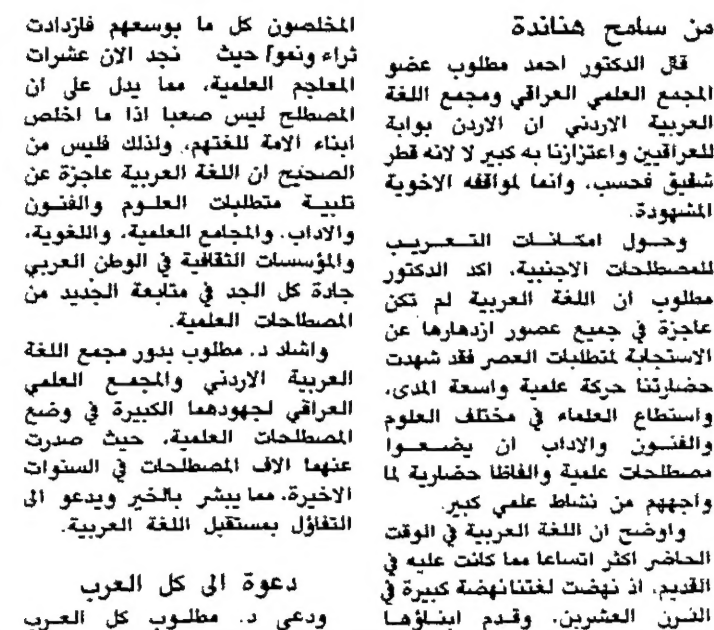 من سامح هناندة
قال الدكتور احمد مطلوب عضو
المجمع العلمي العراقي ومجمع اللغة
العربية الاردني ان الاردن بوابة
للعراقيين واعتزازنا به كبير لا لانه قطر
شقيق فحسب، وانما لمواقفه الاخوية
المشهودة.
وحول امكانات التعريب
للمصطلحات الاجنبية، اكد الدكتور
مطلوب ان اللغة العربية لم تكن
عاجزة في جميع عصور ازدهارها عن
الاستجابة لمتطلبات العصر فقد شهدت
حضارتنا حركة علمية واسعة المدى،
واستطاع العلماء في مختلف العلوم
والفنون والاداب ان يضعوا
مصطلحات علمية والفاظا حضارية لما
واجههم من نشاط علمي كبير.
واوضح ان اللغة العربية في الوقت
الحاضر اكثر اتساعا مما كانت عليه في
القديم، اذ نهضت لغتنا نهضة كبيرة في
القرن العشرين، وقدم ابناؤها
المخلصون كل ما بوسعهم فازدادت
ثراء ونموا حيث نجد الان عشرات
المعاجم العلمية، مما يدل على ان
المصطلح ليس صعبا اذا ما اخلص
ابناء الامة للغتهم، ولذلك فليس من
الصحيح ان اللغة العربية عاجزة عن
تلبية متطلبات العلوم والفنون
والاداب. والمجامع العلمية، واللغوية،
والمؤسسات الثقافية في الوطن العربي
جادة كل الجد في متابعة الجديد من
المصطلاحات العلمية.
واشاد د. مطلوب بدور مجمع اللغة
العربية الاردني والمجمع العلمي
العراقي لجهودهما الكبيرة في وضع
المصطلحات العلمية، حيث صدرت
عنهما الاف المصطلحات في السنوات
الاخيرة، مما يبشر بالخير ويدعو الى
التفاؤل بمستقبل اللغة العربية.
دعوة الى كل العرب
ودعى د. مطلوب كل العرب